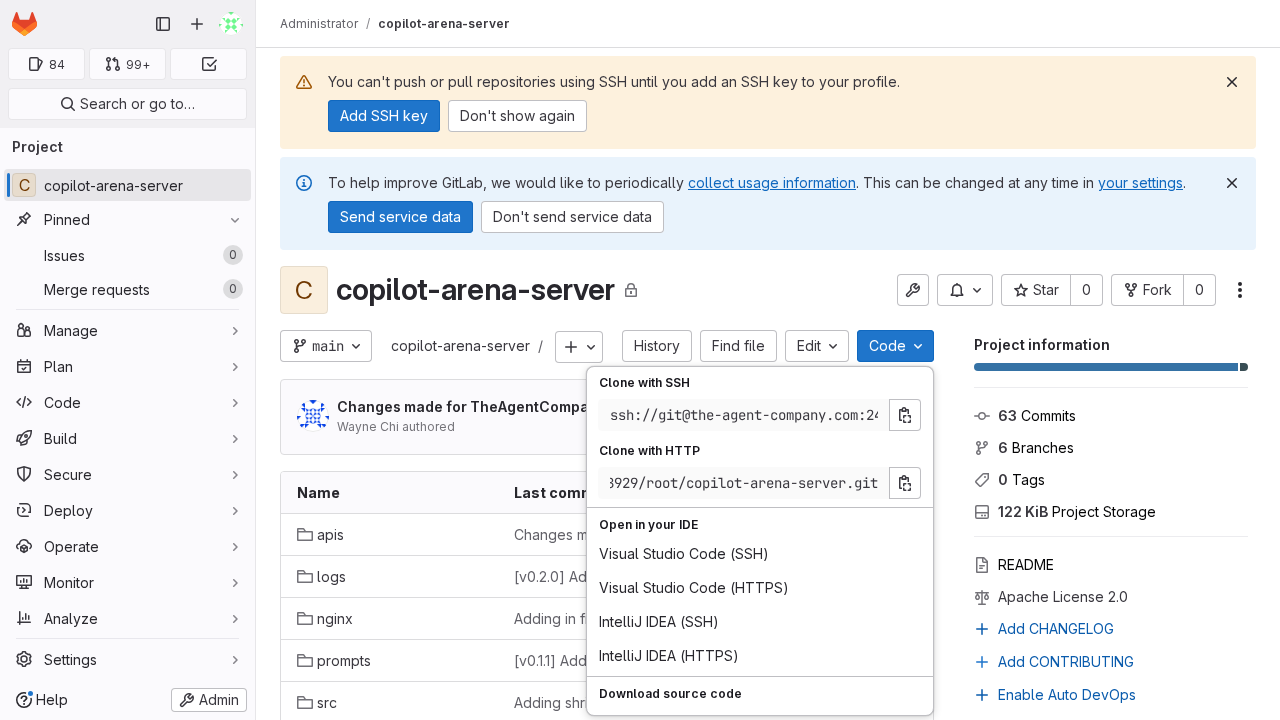 Administrator / copilot-arena-server
84
99+
Search or go to…
Project
C copilot-arena-server
Pinned
Issues 0
Merge requests 0
Manage
Plan
Code
Build
Secure
Deploy
Operate
Monitor
Analyze
Settings
Help
Admin
You can't push or pull repositories using SSH until you add an SSH key to your profile.
Add SSH key
Don't show again
To help improve GitLab, we would like to periodically collect usage information. This can be changed at any time in your settings.
Send service data
Don't send service data
C copilot-arena-server
Star 0
Fork 0
main
copilot-arena-server /
History
Find file
Edit
Code
Changes made for TheAgentCompa
Wayne Chi authored
Name Last comm
apis Changes m
logs [v0.2.0] Ad
nginx Adding in f
prompts [v0.1.1] Add
src Adding shr
Clone with SSH
ssh://git@the-agent-company.com:24
Clone with HTTP
3929/root/copilot-arena-server.git
Open in your IDE
Visual Studio Code (SSH)
Visual Studio Code (HTTPS)
IntelliJ IDEA (SSH)
IntelliJ IDEA (HTTPS)
Download source code
Project information
63 Commits
6 Branches
0 Tags
122 KiB Project Storage
README
Apache License 2.0
Add CHANGELOG
Add CONTRIBUTING
Enable Auto DevOps